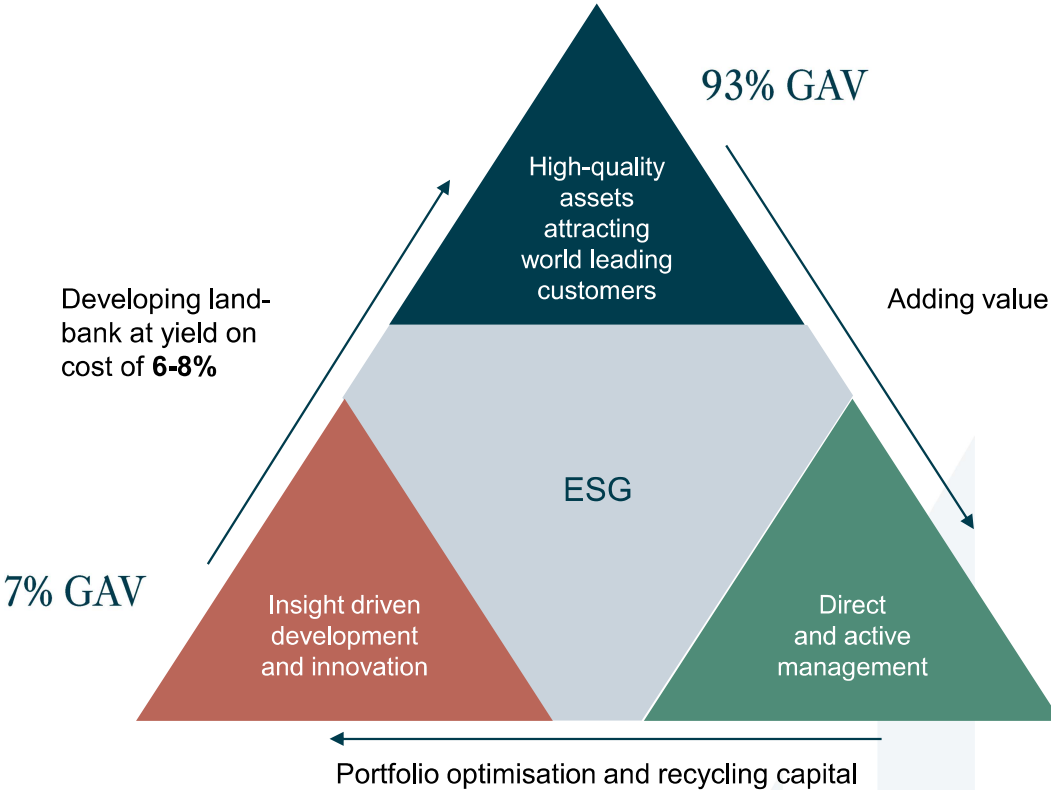 93% GAV
High-quality
assets
attracting
world leading
customers
Developing land-
bank at yield on
cost of 6-8%
Adding value
ESG
7% GAV
Insight driven
development
and innovation
Direct
and active
management
Portfolio optimisation and recycling capital